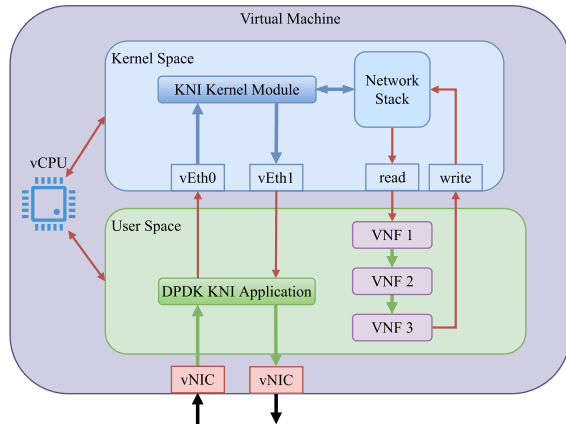 Virtual Machine
Kernel Space
KNI Kernel Module
Network
Stack
vCPU
vEth0
vEth1
read
write
User Space
VNF 1
VNF 2
DPDK KNI Application
VNF 3
vNIC
vNIC